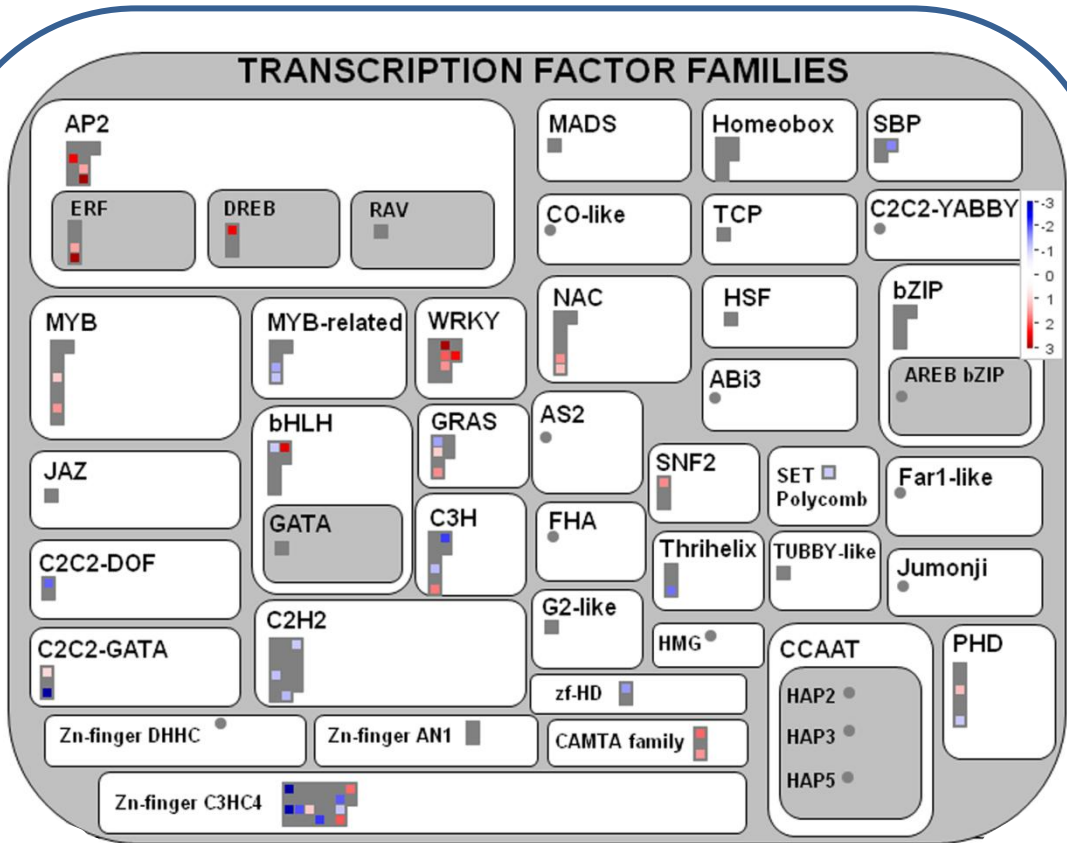 TRANSCRIPTION FACTOR FAMILIES
AP2
ERF
DREB
RAV
MADS
Homeobox
SBP
CO-like
TCP
C2C2-YABBY
-3
-2
-1
0
1
2
3
MYB
MYB-related
WRKY
NAC
HSF
bZIP
ABi3
AREB bZIP
JAZ
bHLH
GRAS
AS2
SNF2
SET
Polycomb
Far1-like
GATA
C3H
FHA
C2C2-DOF
Thrihelix
TUBBY-like
Jumonji
C2C2-GATA
C2H2
G2-like
HMG
CCAAT
PHD
HAP2
HAP3
HAP5
zf-HD
Zn-finger DHHC
Zn-finger AN1
CAMTA family
Zn-finger C3HC4